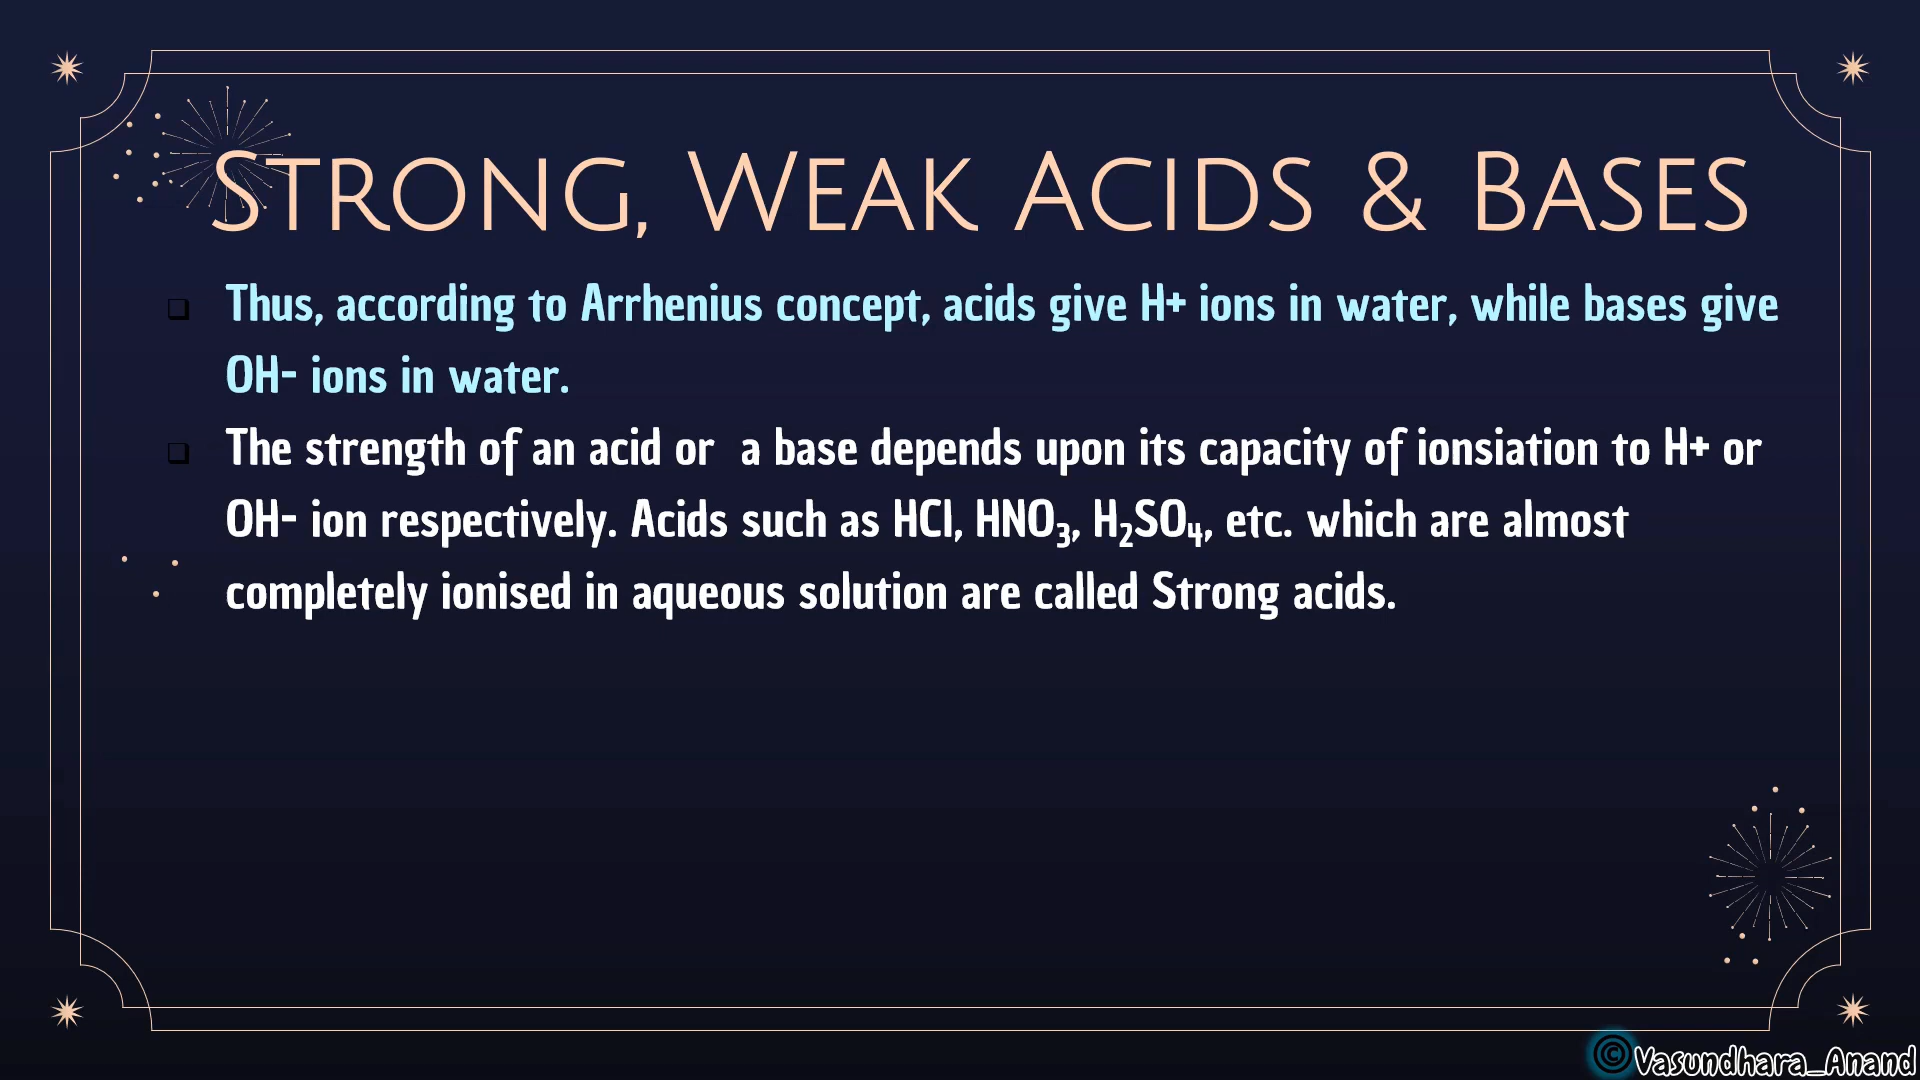 Strong, Weak Acids & Bases
❑ Thus, according to Arrhenius concept, acids give H+ ions in water, while bases give
OH- ions in water.
❑ The strength of an acid or  a base depends upon its capacity of ionsiation to H+ or
OH- ion respectively. Acids such as HCl, HNO₃, H₂SO₄, etc. which are almost
completely ionised in aqueous solution are called Strong acids.
©Vasundhara_Anand